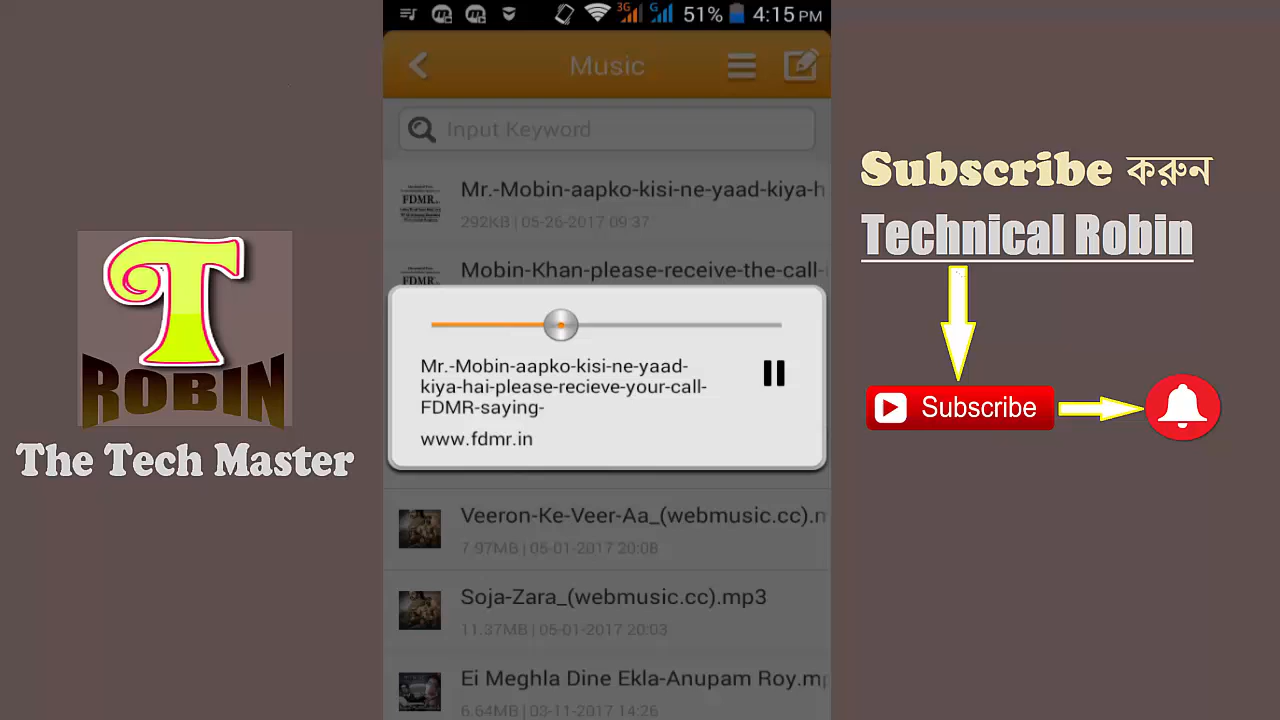 3G G 51% 4:15 PM
Music
Input Keyword
Mr.-Mobin-aapko-kisi-ne-yaad-kiya-h
FDMR
292KB | 05-26-2017 09:37
Mobin-Khan-please-receive-the-call-
FDMR
Mr.-Mobin-aapko-kisi-ne-yaad-
kiya-hai-please-recieve-your-call-
FDMR-saying-
www.fdmr.in
Veeron-Ke-Veer-Aa_(webmusic.cc).m
7.97MB | 05-01-2017 20:08
Soja-Zara_(webmusic.cc).mp3
11.37MB | 05-01-2017 20:03
Ei Meghla Dine Ekla-Anupam Roy.mp
6.64MB | 03-11-2017 14:26
T
ROBIN
The Tech Master
Subscribe করুন
Technical Robin
Subscribe